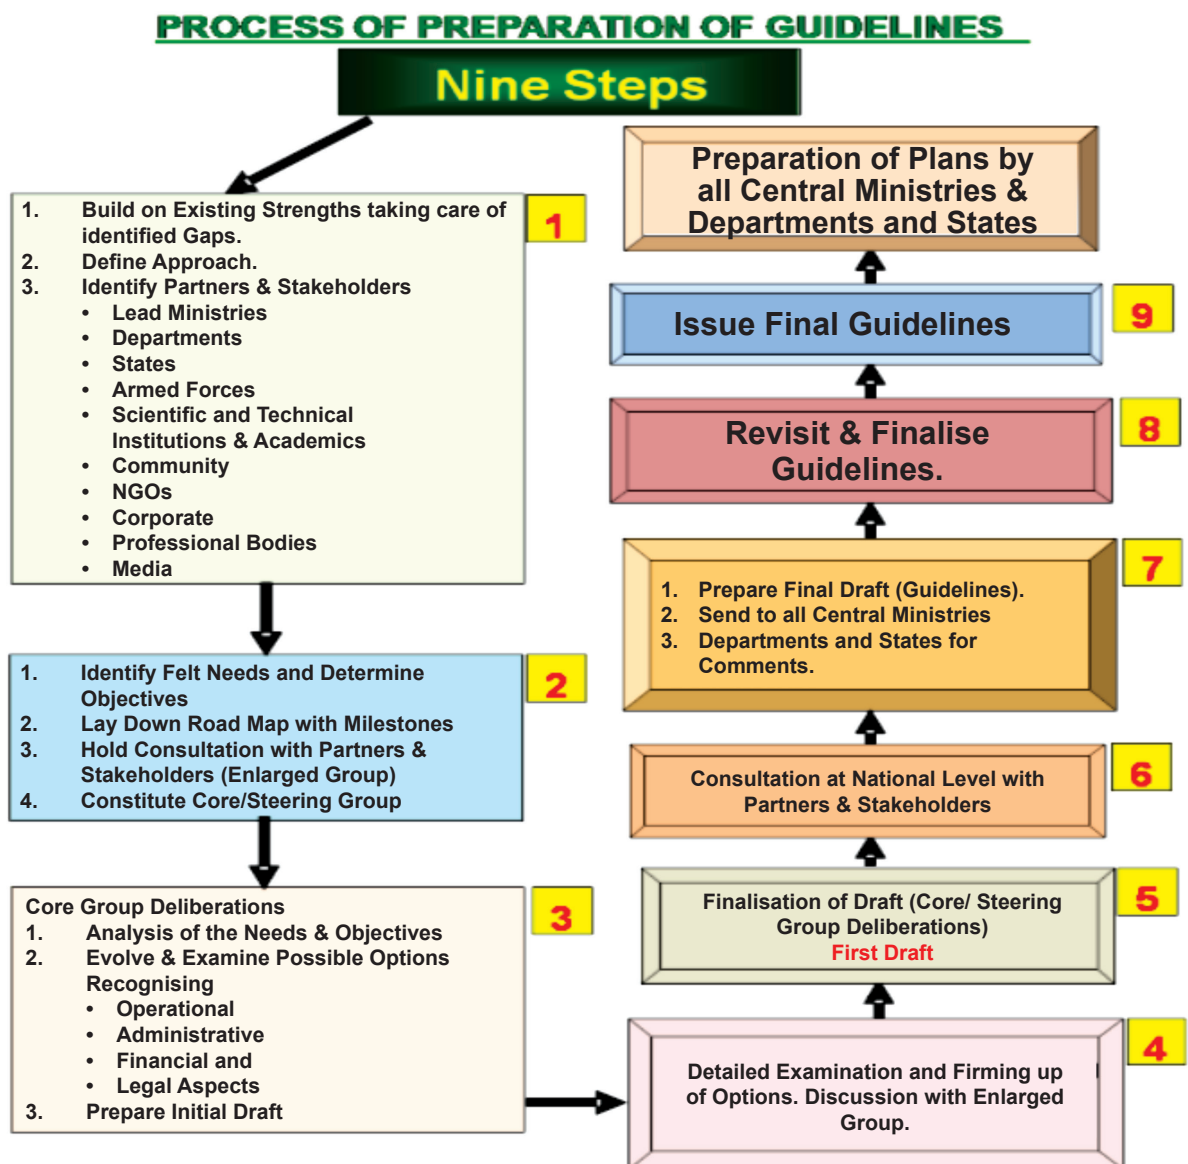 PROCESS OF PREPARATION OF GUIDELINES
Nine Steps
1
1. Build on Existing Strengths taking care of
identified Gaps.
2. Define Approach.
3. Identify Partners & Stakeholders
• Lead Ministries
• Departments
• States
• Armed Forces
• Scientific and Technical
Institutions & Academics
• Community
• NGOs
• Corporate
• Professional Bodies
• Media
2
1. Identify Felt Needs and Determine
Objectives
2. Lay Down Road Map with Milestones
3. Hold Consultation with Partners &
Stakeholders (Enlarged Group)
4. Constitute Core/Steering Group
3
Core Group Deliberations
1. Analysis of the Needs & Objectives
2. Evolve & Examine Possible Options
Recognising
• Operational
• Administrative
• Financial and
• Legal Aspects
3. Prepare Initial Draft
4
Detailed Examination and Firming up
of Options. Discussion with Enlarged
Group.
5
Finalisation of Draft (Core/ Steering
Group Deliberations)
First Draft
6
Consultation at National Level with
Partners & Stakeholders
7
1. Prepare Final Draft (Guidelines).
2. Send to all Central Ministries
3. Departments and States for
Comments.
8
Revisit & Finalise
Guidelines.
9
Issue Final Guidelines
Preparation of Plans by
all Central Ministries &
Departments and States